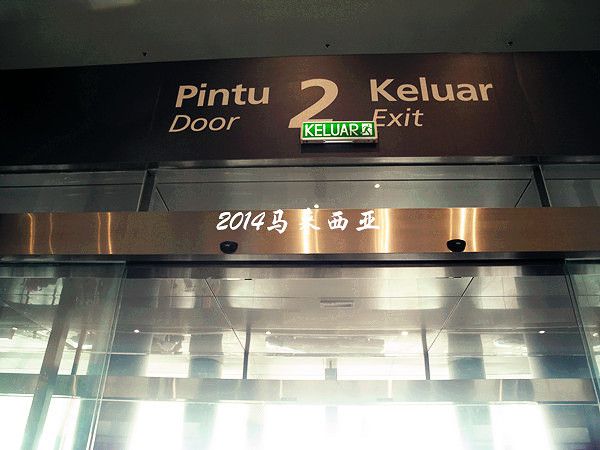 Pintu 2 Keluar
Door Exit
KELUAR
2014马来西亚